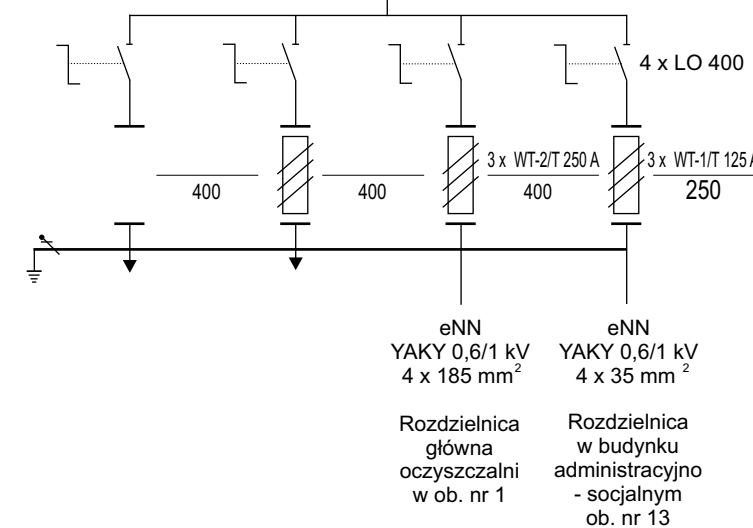 4 x LO 400
3 x WT-2/T 250 A
3 x WT-1/T 125 A
400
400
400
250
eNN
YAKY 0,6/1 kV
4 x 185 mm²
Rozdzielnica
główna
oczyszczalni
w ob. nr 1
eNN
YAKY 0,6/1 kV
4 x 35 mm ²
Rozdzielnica
w budynku
administracyjno
- socjalnym
ob. nr 13